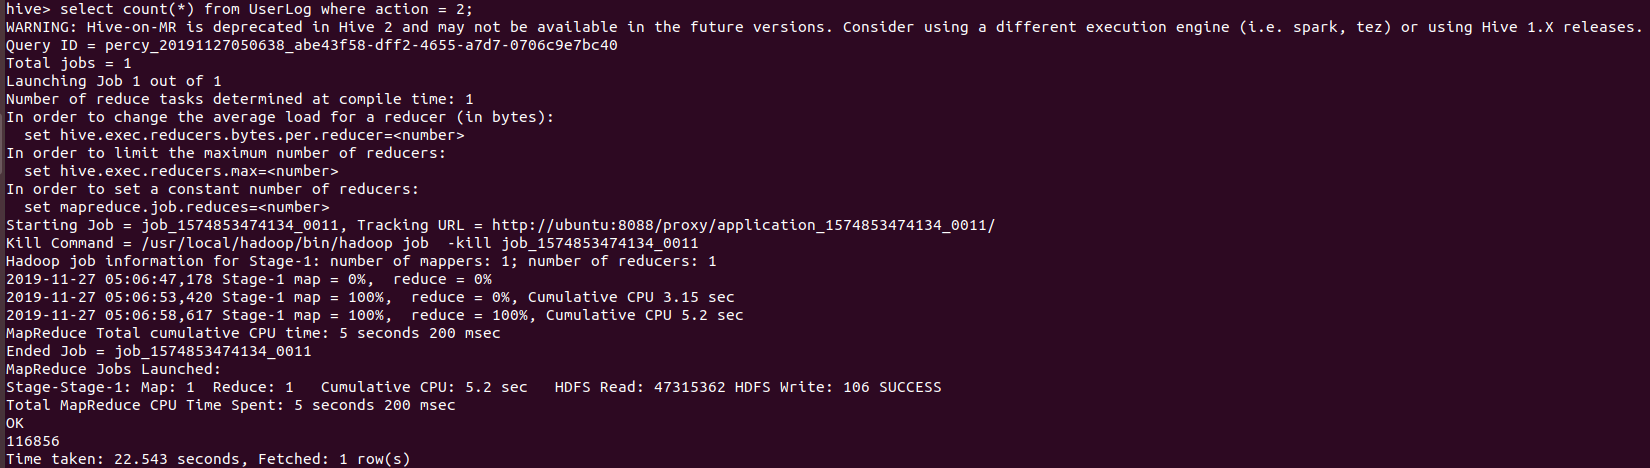 hive> select count(*) from UserLog where action = 2;
WARNING: Hive-on-MR is deprecated in Hive 2 and may not be available in the future versions. Consider using a different execution engine (i.e. spark, tez) or using Hive 1.X releases.
Query ID = percy_20191127050638_abe43f58-dff2-4655-a7d7-0706c9e7bc40
Total jobs = 1
Launching Job 1 out of 1
Number of reduce tasks determined at compile time: 1
In order to change the average load for a reducer (in bytes):
  set hive.exec.reducers.bytes.per.reducer=<number>
In order to limit the maximum number of reducers:
  set hive.exec.reducers.max=<number>
In order to set a constant number of reducers:
  set mapreduce.job.reduces=<number>
Starting Job = job_1574853474134_0011, Tracking URL = http://ubuntu:8088/proxy/application_1574853474134_0011/
Kill Command = /usr/local/hadoop/bin/hadoop job  -kill job_1574853474134_0011
Hadoop job information for Stage-1: number of mappers: 1; number of reducers: 1
2019-11-27 05:06:47,178 Stage-1 map = 0%,  reduce = 0%
2019-11-27 05:06:53,420 Stage-1 map = 100%,  reduce = 0%, Cumulative CPU 3.15 sec
2019-11-27 05:06:58,617 Stage-1 map = 100%,  reduce = 100%, Cumulative CPU 5.2 sec
MapReduce Total cumulative CPU time: 5 seconds 200 msec
Ended Job = job_1574853474134_0011
MapReduce Jobs Launched:
Stage-Stage-1: Map: 1  Reduce: 1   Cumulative CPU: 5.2 sec   HDFS Read: 47315362 HDFS Write: 106 SUCCESS
Total MapReduce CPU Time Spent: 5 seconds 200 msec
OK
116856
Time taken: 22.543 seconds, Fetched: 1 row(s)